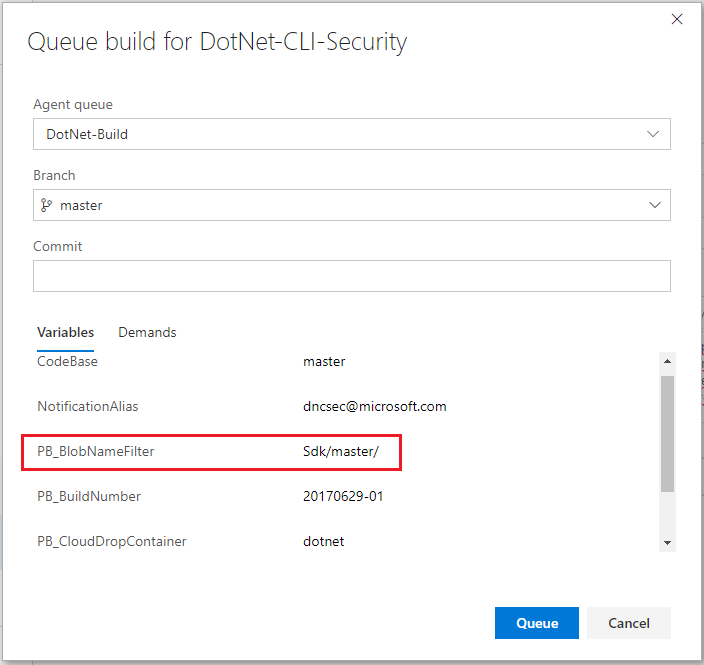 Queue build for DotNet-CLI-Security
Agent queue
DotNet-Build
Branch
master
Commit
Variables Demands
CodeBase master
NotificationAlias dncsec@microsoft.com
PB_BlobNameFilter Sdk/master/
PB_BuildNumber 20170629-01
PB_CloudDropContainer dotnet
Queue Cancel